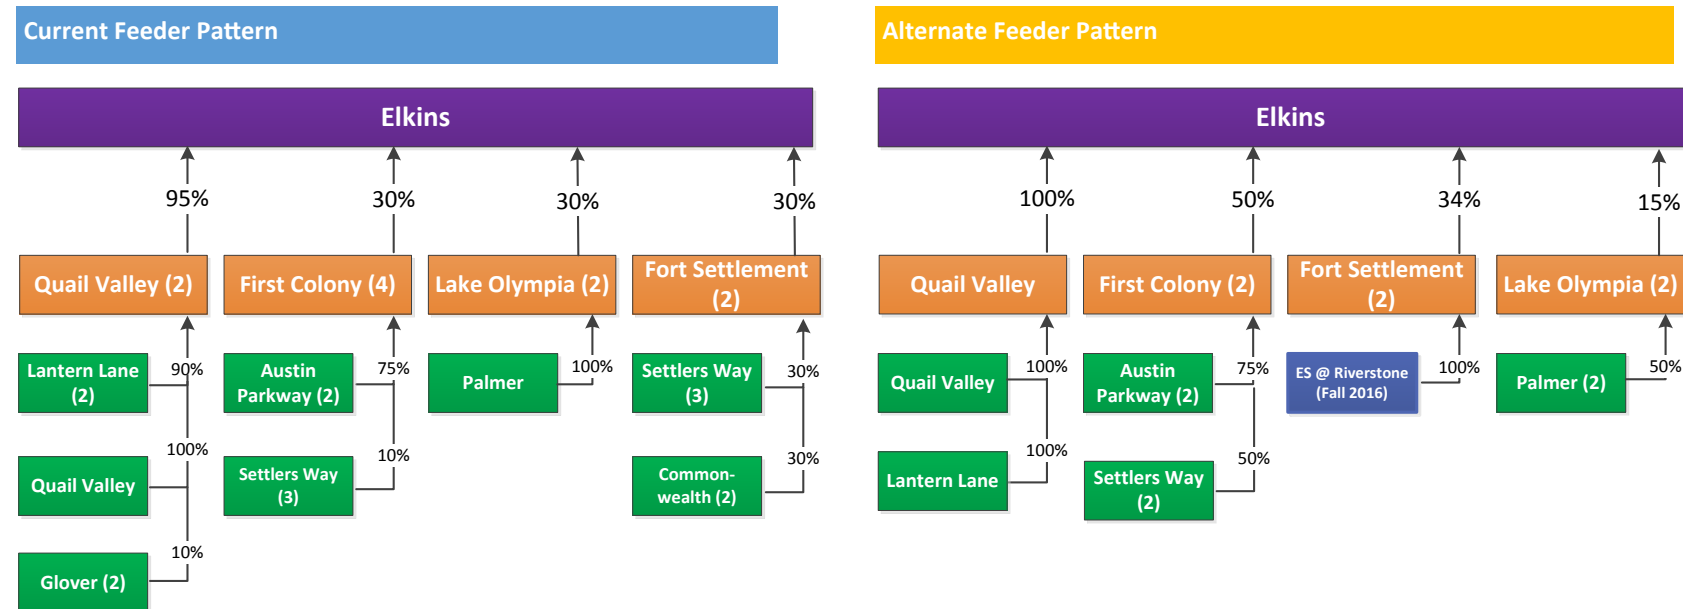 Current Feeder Pattern
Elkins
95%
30%
30%
30%
Quail Valley (2)
First Colony (4)
Lake Olympia (2)
Fort Settlement
(2)
Lantern Lane
(2)
90%
Austin
Parkway (2)
75%
Palmer
100%
Settlers Way
(3)
30%
Quail Valley
100%
Settlers Way
(3)
10%
Common-
wealth (2)
30%
Glover (2)
10%
Alternate Feeder Pattern
Elkins
100%
50%
34%
15%
Quail Valley
First Colony (2)
Fort Settlement
(2)
Lake Olympia (2)
Quail Valley
100%
Austin
Parkway (2)
75%
ES @ Riverstone
(Fall 2016)
100%
Palmer (2)
50%
Lantern Lane
100%
Settlers Way
(2)
50%